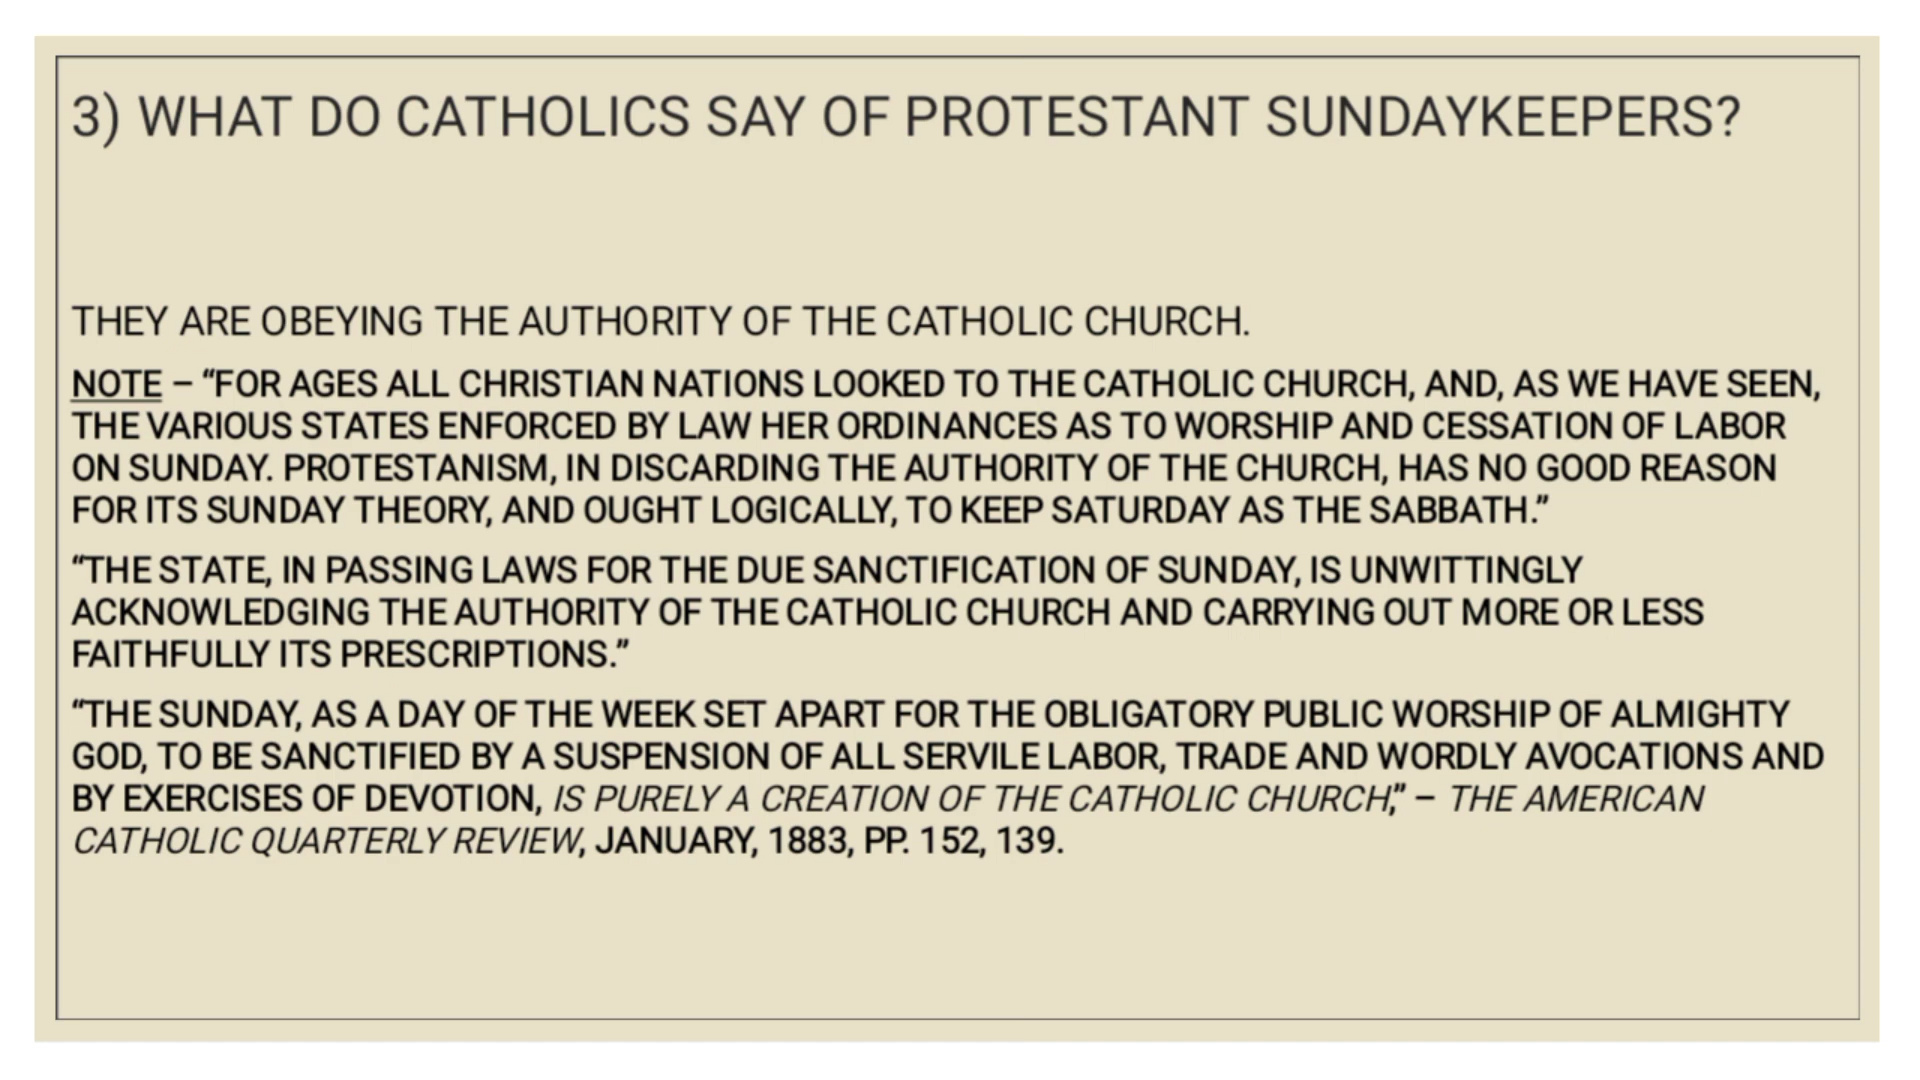 3) WHAT DO CATHOLICS SAY OF PROTESTANT SUNDAYKEEPERS?
THEY ARE OBEYING THE AUTHORITY OF THE CATHOLIC CHURCH.
NOTE – “FOR AGES ALL CHRISTIAN NATIONS LOOKED TO THE CATHOLIC CHURCH, AND, AS WE HAVE SEEN,
THE VARIOUS STATES ENFORCED BY LAW HER ORDINANCES AS TO WORSHIP AND CESSATION OF LABOR
ON SUNDAY. PROTESTANISM, IN DISCARDING THE AUTHORITY OF THE CHURCH, HAS NO GOOD REASON
FOR ITS SUNDAY THEORY, AND OUGHT LOGICALLY, TO KEEP SATURDAY AS THE SABBATH.”
“THE STATE, IN PASSING LAWS FOR THE DUE SANCTIFICATION OF SUNDAY, IS UNWITTINGLY
ACKNOWLEDGING THE AUTHORITY OF THE CATHOLIC CHURCH AND CARRYING OUT MORE OR LESS
FAITHFULLY ITS PRESCRIPTIONS.”
“THE SUNDAY, AS A DAY OF THE WEEK SET APART FOR THE OBLIGATORY PUBLIC WORSHIP OF ALMIGHTY
GOD, TO BE SANCTIFIED BY A SUSPENSION OF ALL SERVILE LABOR, TRADE AND WORDLY AVOCATIONS AND
BY EXERCISES OF DEVOTION, IS PURELY A CREATION OF THE CATHOLIC CHURCH,” – THE AMERICAN
CATHOLIC QUARTERLY REVIEW, JANUARY, 1883, PP. 152, 139.